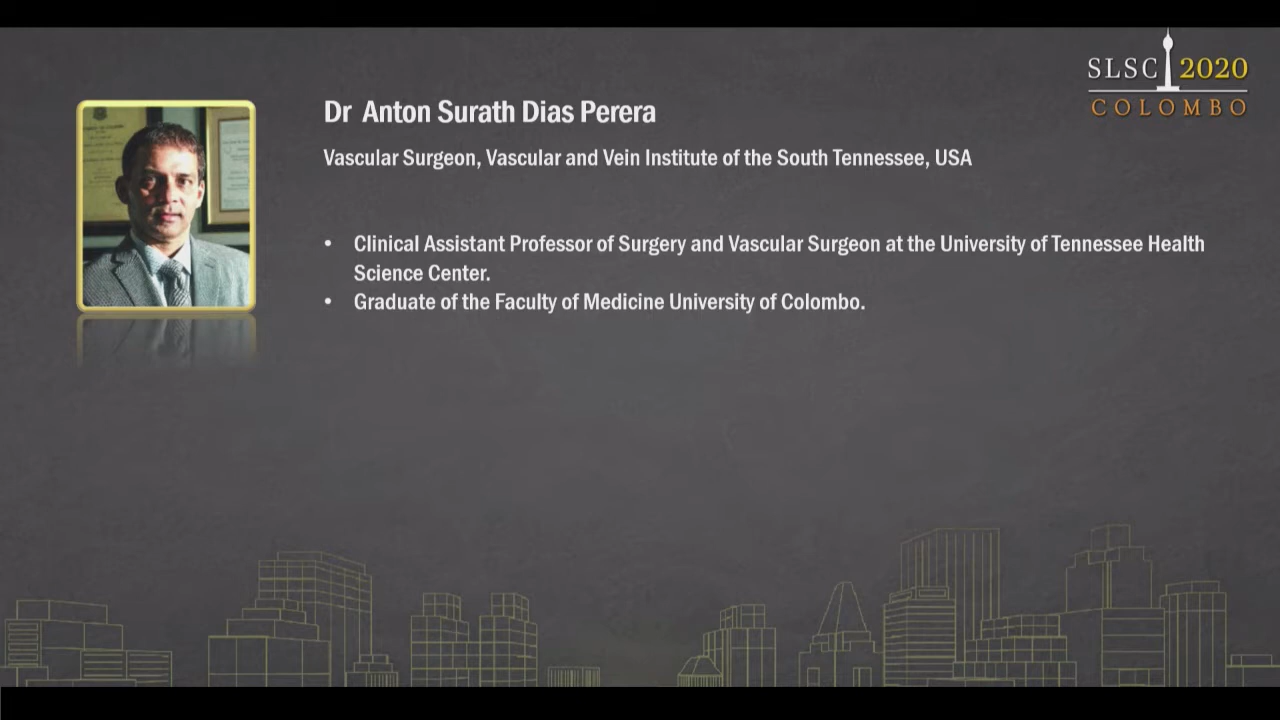 SLSC 2020
COLOMBO
Dr Anton Surath Dias Perera
Vascular Surgeon, Vascular and Vein Institute of the South Tennessee, USA
• Clinical Assistant Professor of Surgery and Vascular Surgeon at the University of Tennessee Health
Science Center.
• Graduate of the Faculty of Medicine University of Colombo.